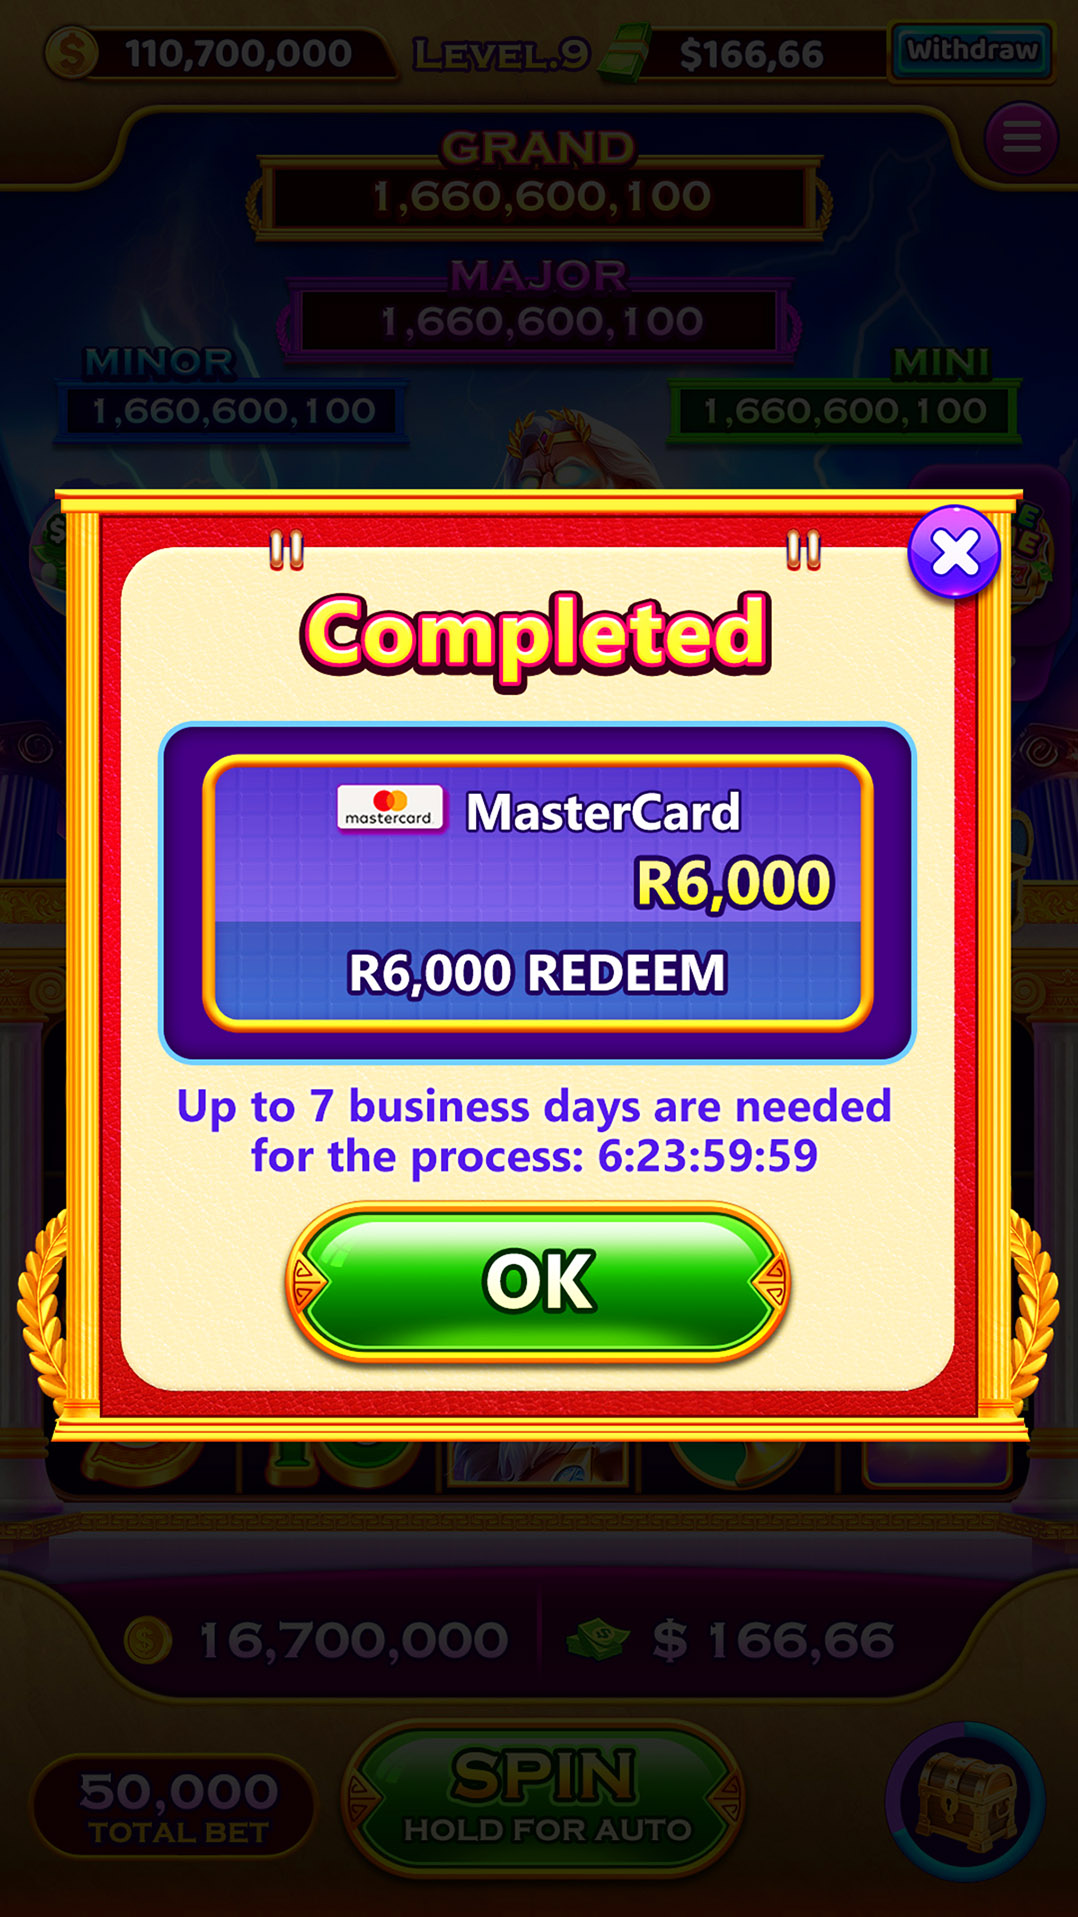 110,700,000 LEVEL.9 $166,66 Withdraw
GRAND
1,660,600,100
MAJOR
1,660,600,100
MINOR MINI
1,660,600,100 1,660,600,100
Completed
mastercard MasterCard
R6,000
R6,000 REDEEM
Up to 7 business days are needed
for the process: 6:23:59:59
OK
16,700,000 $ 166,66
50,000
TOTAL BET
SPIN
HOLD FOR AUTO